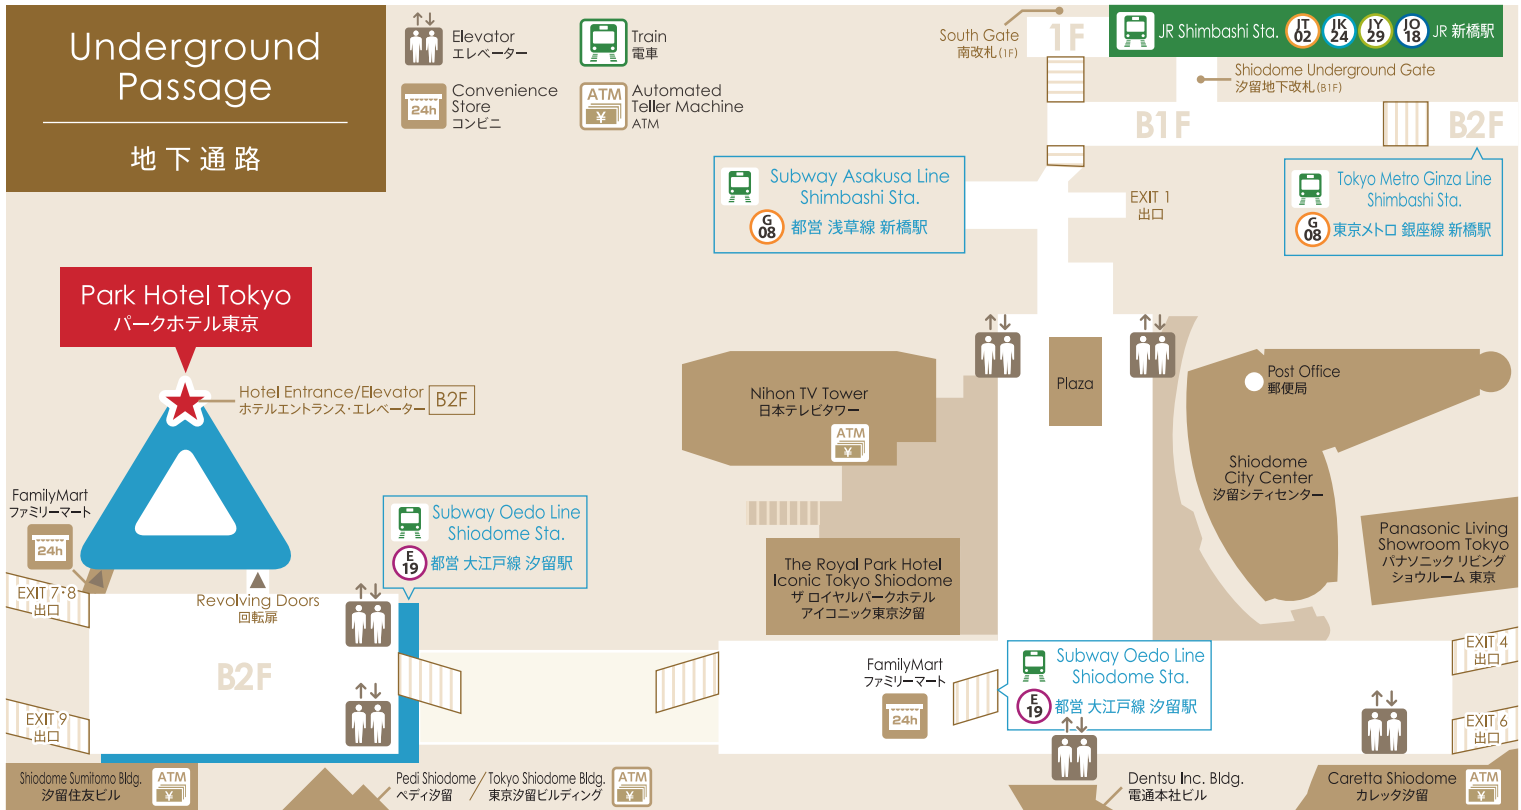 Underground
Passage
地下通路
Elevator
エレベーター
Train
電車
24h
Convenience
Store
コンビニ
ATM
¥
Automated
Teller Machine
ATM
South Gate
南改札(1F)
1F
JR Shimbashi Sta.
JT
02
JK
24
JY
29
JO
18
JR 新橋駅
Shiodome Underground Gate
汐留地下改札(B1F)
B1F
B2F
Subway Asakusa Line
Shimbashi Sta.
G
08
都営 浅草線 新橋駅
EXIT 1
出口
Tokyo Metro Ginza Line
Shimbashi Sta.
G
08
東京メトロ 銀座線 新橋駅
Park Hotel Tokyo
パークホテル東京
Hotel Entrance/Elevator
ホテルエントランス・エレベーター
B2F
Nihon TV Tower
日本テレビタワー
ATM
¥
Plaza
Post Office
郵便局
Shiodome
City Center
汐留シティセンター
FamilyMart
ファミリーマート
24h
Subway Oedo Line
Shiodome Sta.
E
19
都営 大江戸線 汐留駅
Panasonic Living
Showroom Tokyo
パナソニック リビング
ショウルーム 東京
The Royal Park Hotel
Iconic Tokyo Shiodome
ザ ロイヤルパークホテル
アイコニック東京汐留
EXIT 7・8
出口
Revolving Doors
回転扉
B2F
EXIT 9
出口
FamilyMart
ファミリーマート
24h
Subway Oedo Line
Shiodome Sta.
E
19
都営 大江戸線 汐留駅
EXIT 4
出口
EXIT 6
出口
Shiodome Sumitomo Bldg.
汐留住友ビル
ATM
¥
Pedi Shiodome
ペディ汐留
Tokyo Shiodome Bldg.
東京汐留ビルディング
ATM
¥
Dentsu Inc. Bldg.
電通本社ビル
Caretta Shiodome
カレッタ汐留
ATM
¥